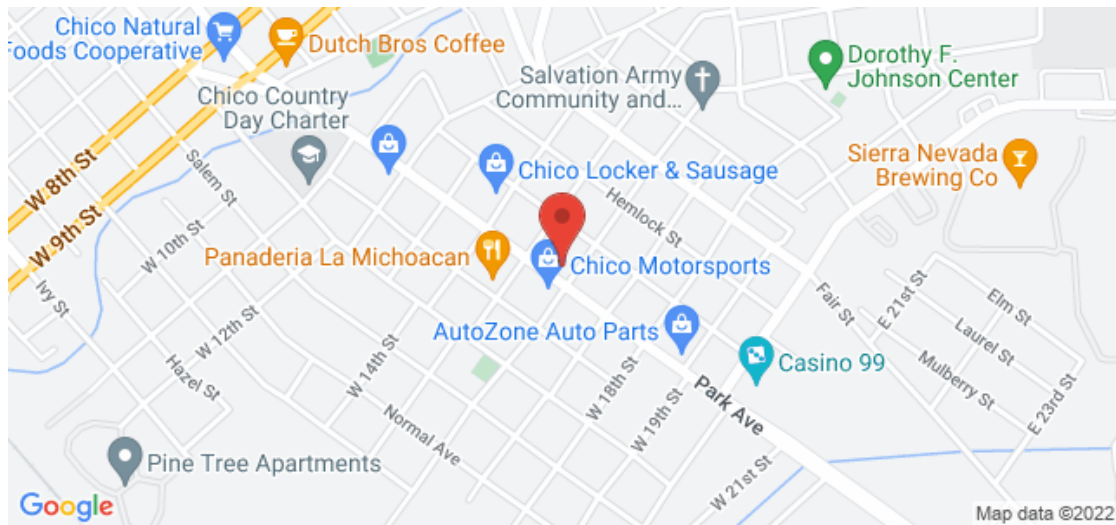 Chico Natural
Foods Cooperative
Dutch Bros Coffee
Dorothy F.
Johnson Center
Salvation Army
Community and...
Chico Country
Day Charter
Sierra Nevada
Brewing Co
Chico Locker & Sausage
W 8th St
Salem St
Hemlock St
W 9th St
W 10th St
Panaderia La Michoacan
Chico Motorsports
Ivy St
E 21st St
Elm St
Fair St
W 12th St
AutoZone Auto Parts
Laurel St
W 14th St
Hazel St
Casino 99
Mulberry St
W 18th St
Park Ave
E 23rd St
W 19th St
Normal Ave
Pine Tree Apartments
W 21st St
Google
Map data ©2022